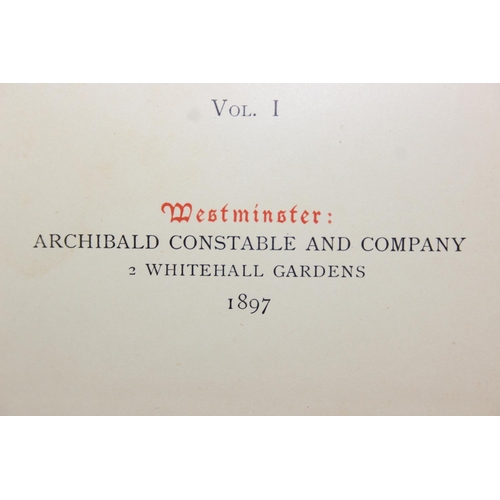 Vol. I
Westminster:
ARCHIBALD CONSTABLE AND COMPANY
2 WHITEHALL GARDENS
1897